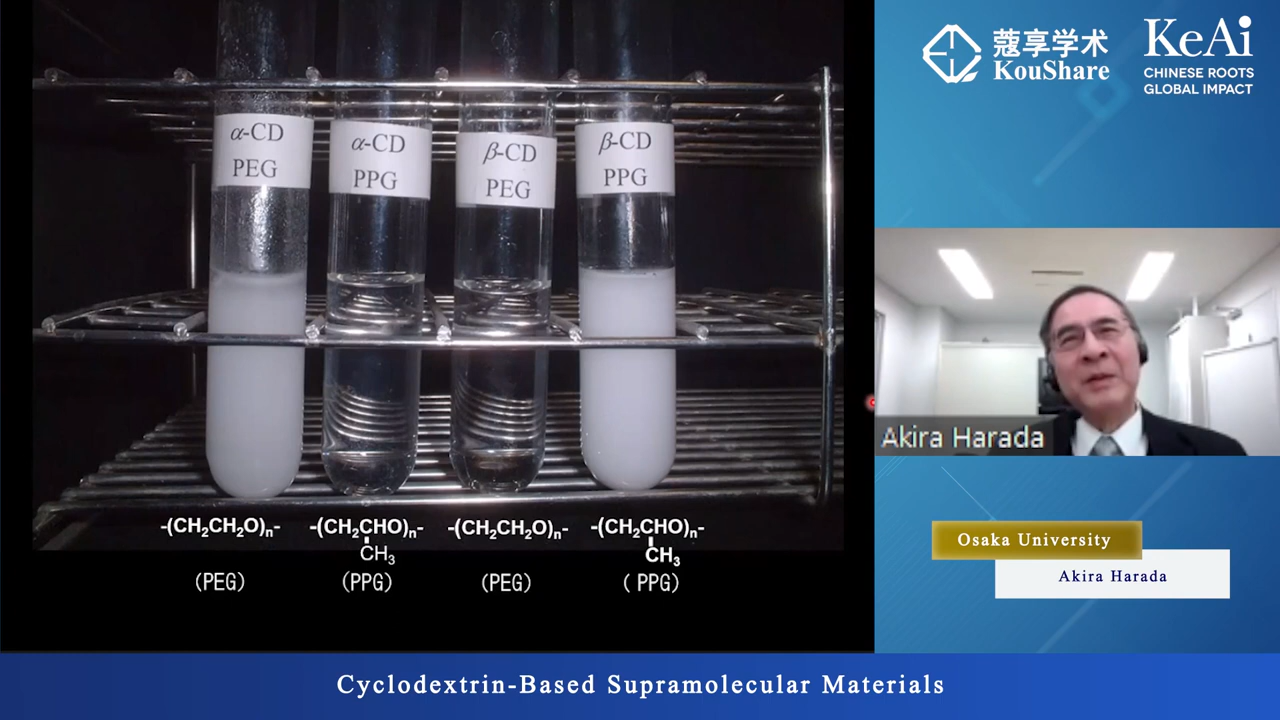 α-CD
PEG
α-CD
PPG
β-CD
PEG
β-CD
PPG
-(CH₂CH₂O)ₙ-
-(CH₂CHO)ₙ-
CH₃
-(CH₂CH₂O)ₙ-
-(CH₂CHO)ₙ-
CH₃
(PEG)
(PPG)
(PEG)
(PPG)
蔻享学术
KouShare
KeAi
CHINESE ROOTS
GLOBAL IMPACT
Akira Harada
Osaka University
Akira Harada
Cyclodextrin-Based Supramolecular Materials